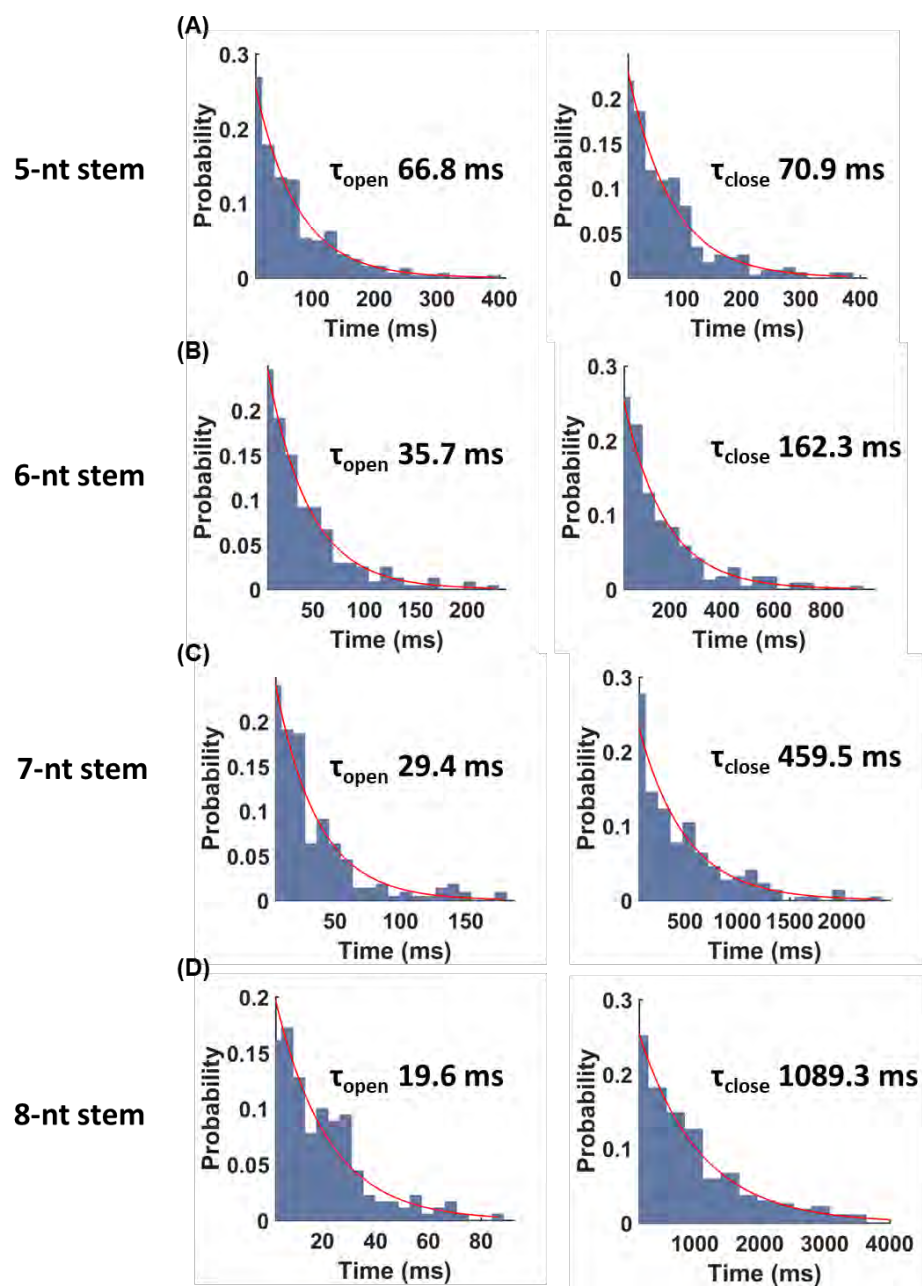 (A)
5-nt stem
Probability
0.3
0.2
0.1
0
τopen 66.8 ms
100 200 300 400
Time (ms)
Probability
0.2
0.15
0.1
0.05
0
τclose 70.9 ms
100 200 300 400
Time (ms)
(B)
6-nt stem
Probability
0.2
0.15
0.1
0.05
0
τopen 35.7 ms
50 100 150 200
Time (ms)
Probability
0.3
0.2
0.1
0
τclose 162.3 ms
200 400 600 800
Time (ms)
(C)
7-nt stem
Probability
0.2
0.15
0.1
0.05
0
τopen 29.4 ms
50 100 150
Time (ms)
Probability
0.3
0.2
0.1
0
τclose 459.5 ms
500 1000 1500 2000
Time (ms)
(D)
8-nt stem
Probability
0.2
0.15
0.1
0.05
0
τopen 19.6 ms
20 40 60 80
Time (ms)
Probability
0.3
0.2
0.1
0
τclose 1089.3 ms
1000 2000 3000 4000
Time (ms)